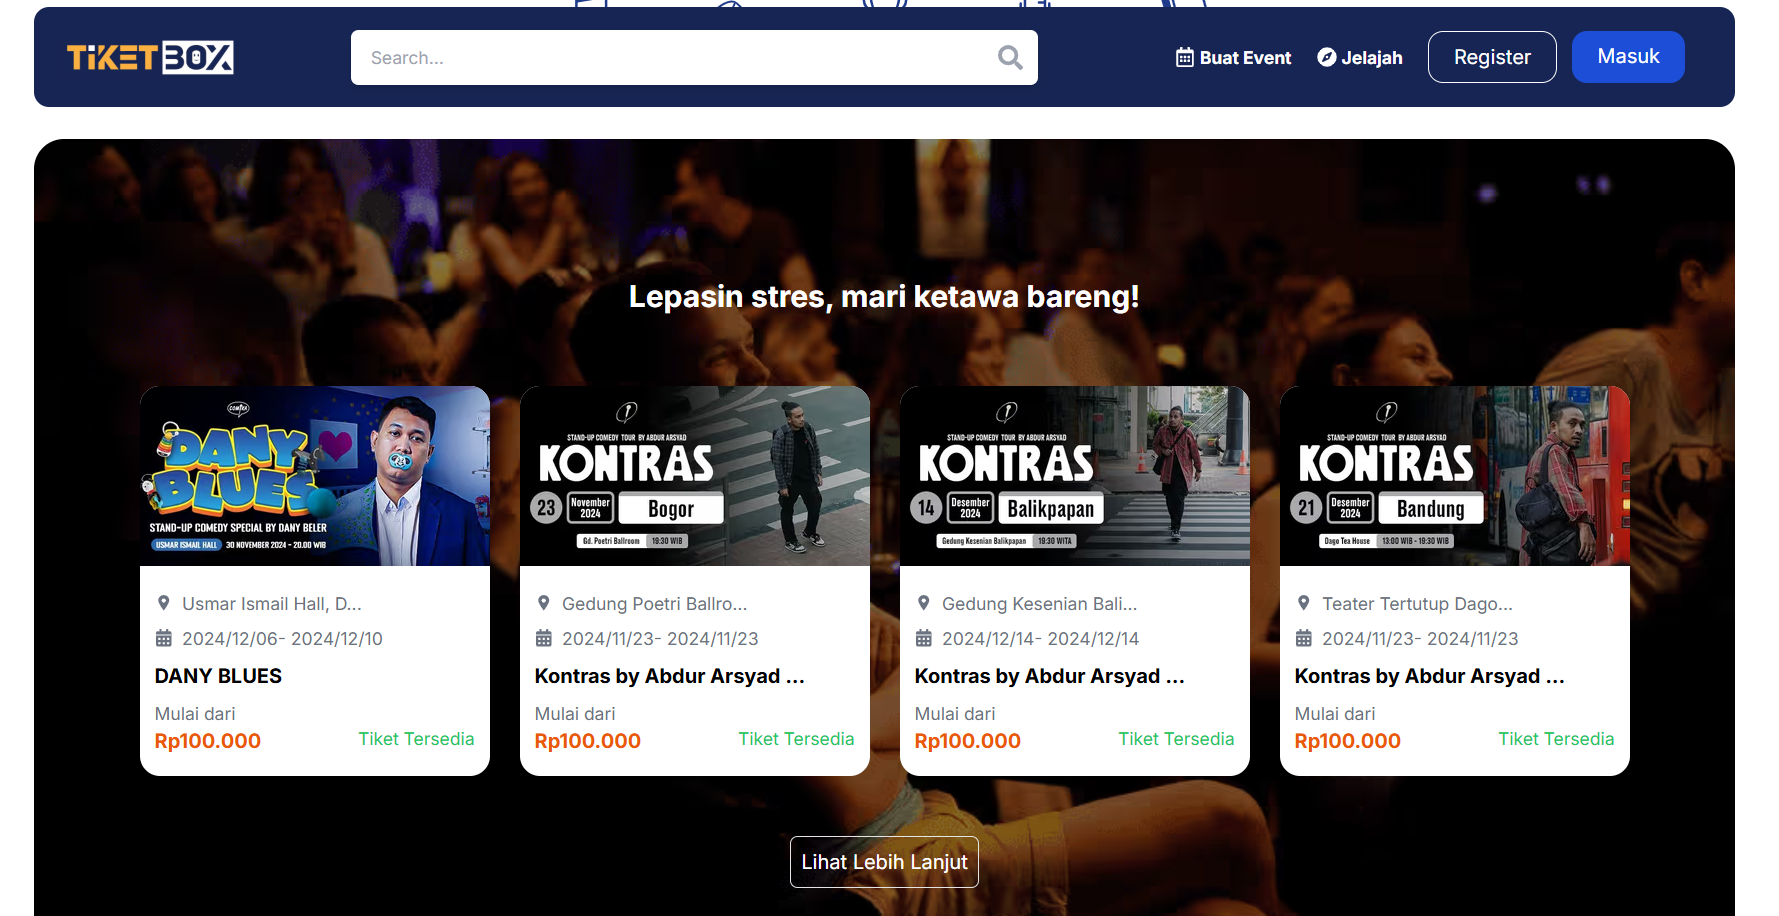 TIKETBOX
Search...
Buat Event
Jelajah
Register
Masuk
Lepasin stres, mari ketawa bareng!
COMIKA
DANY
BLUES
STAND-UP COMEDY SPECIAL BY DANY BELER
USMAR ISMAIL HALL 30 NOVEMBER 2024 - 20.00 WIB
Usmar Ismail Hall, D...
2024/12/06- 2024/12/10
DANY BLUES
Mulai dari
Rp100.000
Tiket Tersedia
STAND-UP COMEDY TOUR BY ABDUR ARSYAD
KONTRAS
23 November 2024 Bogor
Gd. Poetri Ballroom 19:30 WIB
Gedung Poetri Ballro...
2024/11/23- 2024/11/23
Kontras by Abdur Arsyad ...
Mulai dari
Rp100.000
Tiket Tersedia
STAND-UP COMEDY TOUR BY ABDUR ARSYAD
KONTRAS
14 Desember 2024 Balikpapan
Gedung Kesenian Balikpapan 19:30 WITA
Gedung Kesenian Bali...
2024/12/14- 2024/12/14
Kontras by Abdur Arsyad ...
Mulai dari
Rp100.000
Tiket Tersedia
STAND-UP COMEDY TOUR BY ABDUR ARSYAD
KONTRAS
21 Desember 2024 Bandung
Dago Tea House 13:00 WIB - 19:30 WIB
Teater Tertutup Dago...
2024/11/23- 2024/11/23
Kontras by Abdur Arsyad ...
Mulai dari
Rp100.000
Tiket Tersedia
Lihat Lebih Lanjut